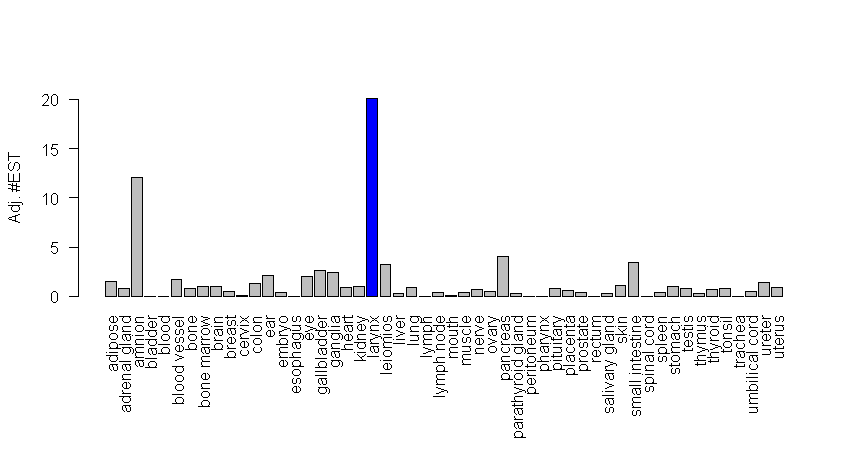 Adj. #EST
20
15
10
5
0
adipose
adrenal gland
amnion
bladder
blood
blood vessel
bone
bone marrow
brain
breast
cervix
colon
ear
embryo
esophagus
eye
gallbladder
ganglia
heart
kidney
larynx
leiomios
liver
lung
lymph
lymph node
mouth
muscle
nerve
ovary
pancreas
parathyroid gland
peritoneum
pharynx
pituitary
placenta
prostate
rectum
salivary gland
skin
small intestine
spinal cord
spleen
stomach
testis
thymus
thyroid
tonsil
trachea
umbilical cord
ureter
uterus